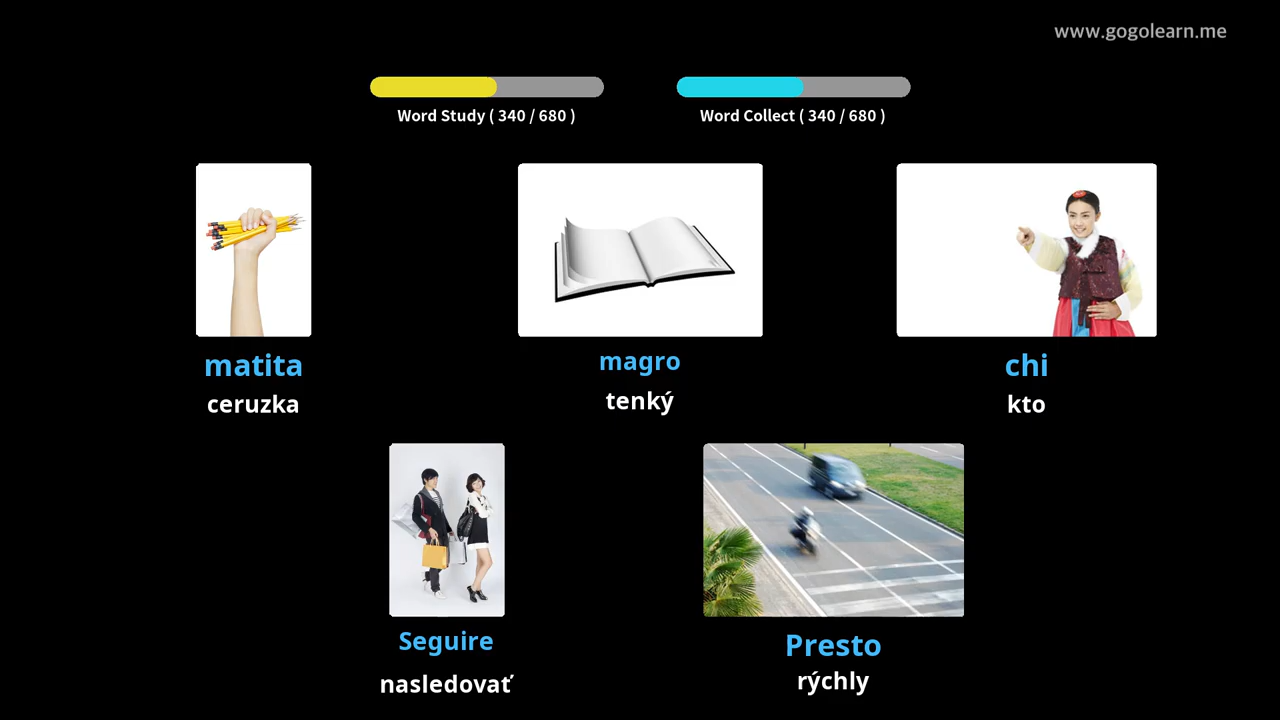 www.gogolearn.me
Word Study ( 340 / 680 )
Word Collect ( 340 / 680 )
matita
ceruzka
magro
tenký
chi
kto
Seguire
nasledovať
Presto
rýchly